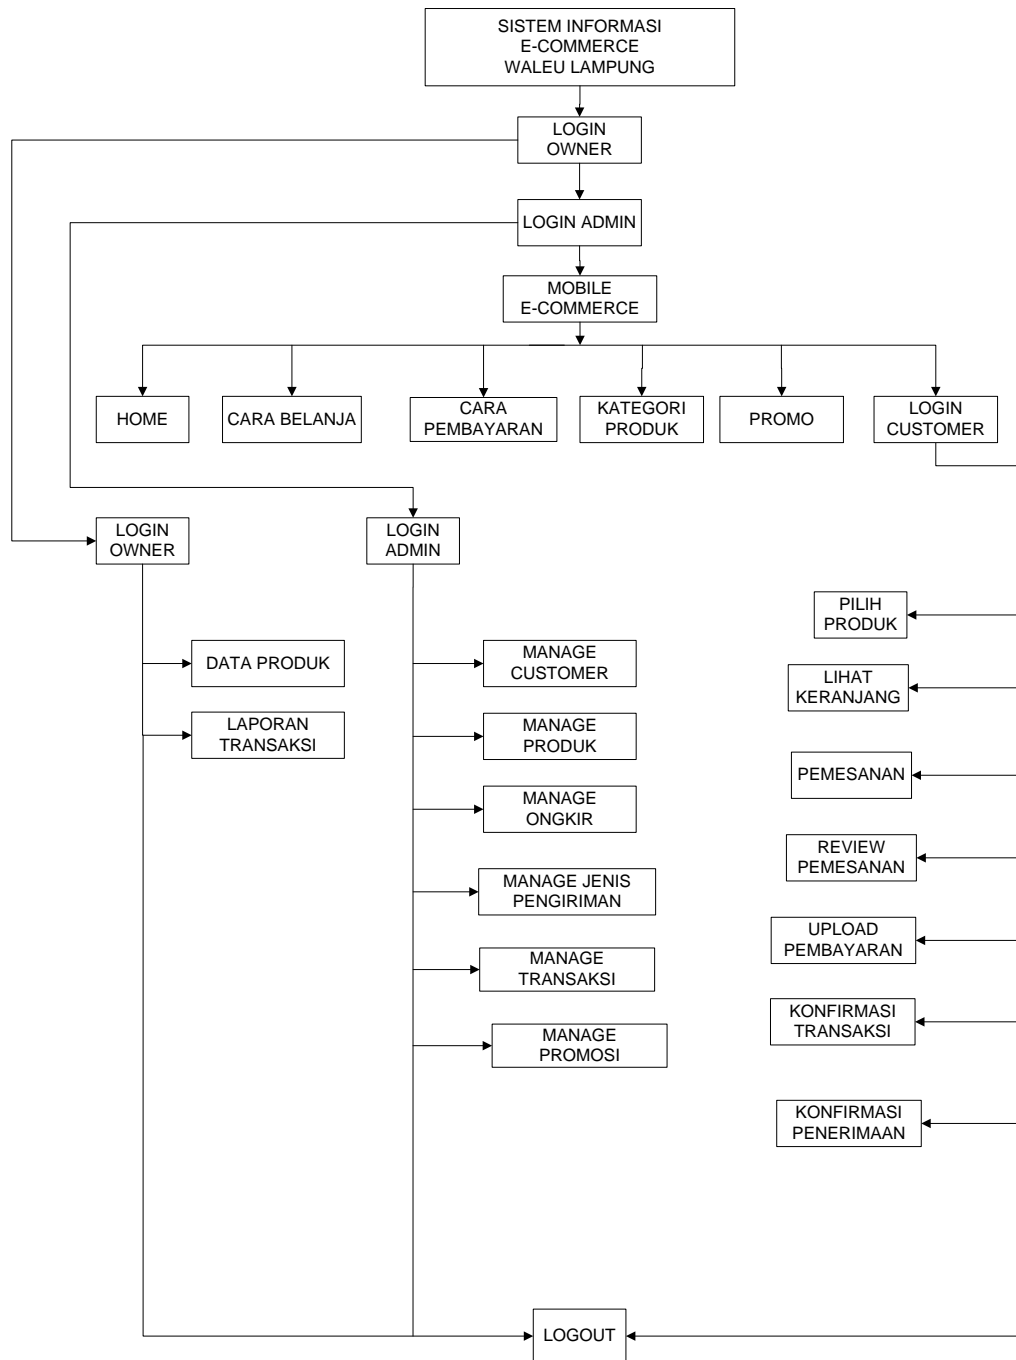 SISTEM INFORMASI
E-COMMERCE
WALEU LAMPUNG
LOGIN
OWNER
LOGIN ADMIN
MOBILE
E-COMMERCE
HOME
CARA BELANJA
CARA
PEMBAYARAN
KATEGORI
PRODUK
PROMO
LOGIN
CUSTOMER
LOGIN
OWNER
LOGIN
ADMIN
DATA PRODUK
LAPORAN
TRANSAKSI
MANAGE
CUSTOMER
MANAGE
PRODUK
MANAGE
ONGKIR
MANAGE JENIS
PENGIRIMAN
MANAGE
TRANSAKSI
MANAGE
PROMOSI
PILIH
PRODUK
LIHAT
KERANJANG
PEMESANAN
REVIEW
PEMESANAN
UPLOAD
PEMBAYARAN
KONFIRMASI
TRANSAKSI
KONFIRMASI
PENERIMAAN
LOGOUT